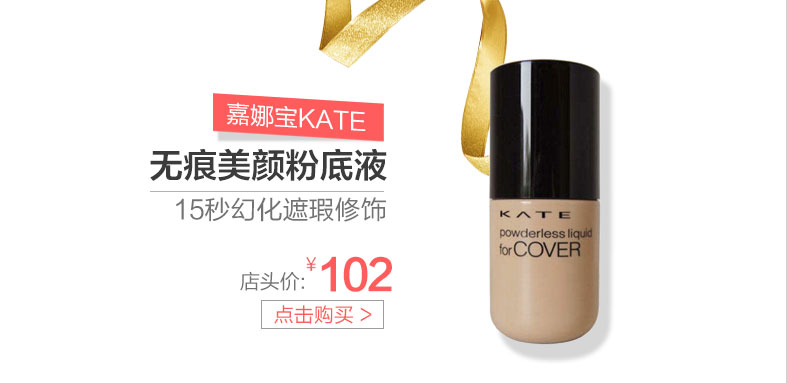 嘉娜宝KATE
无痕美颜粉底液
15秒幻化遮瑕修饰
店头价:¥102
点击购买 >
KATE
powderless liquid
for COVER